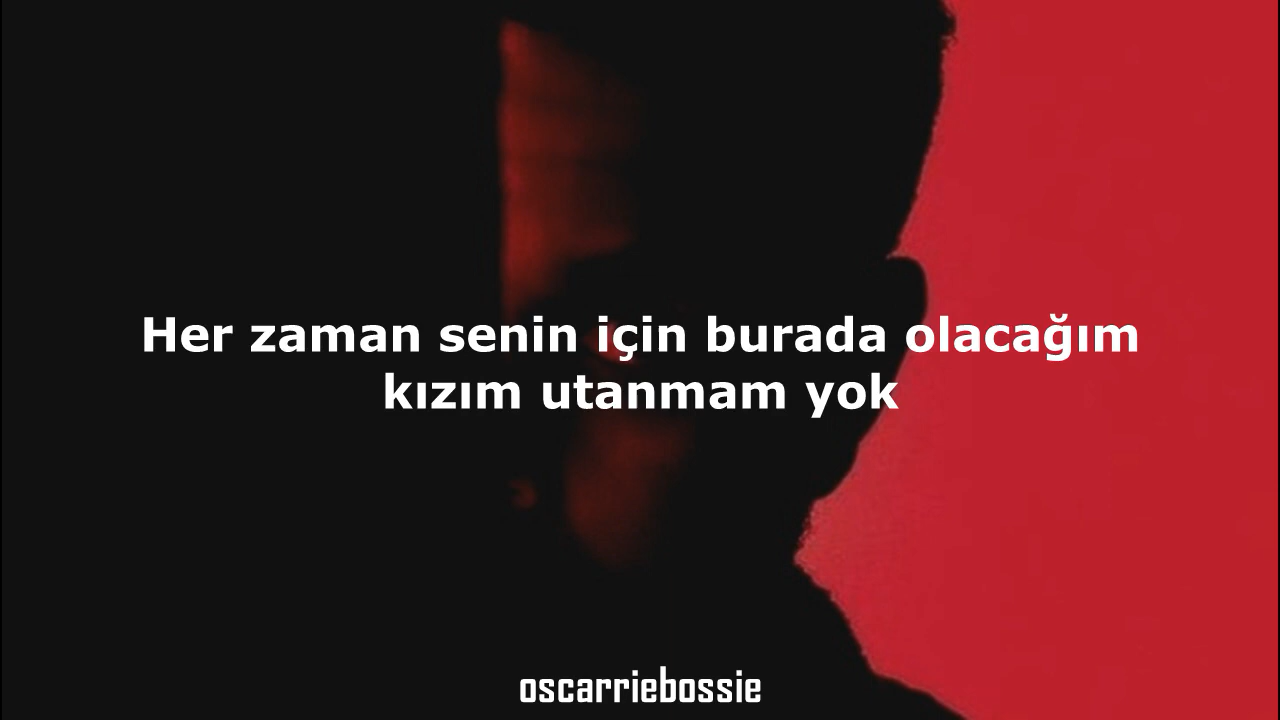 Her zaman senin için burada olacağım
kızım utanmam yok
oscarriebossie